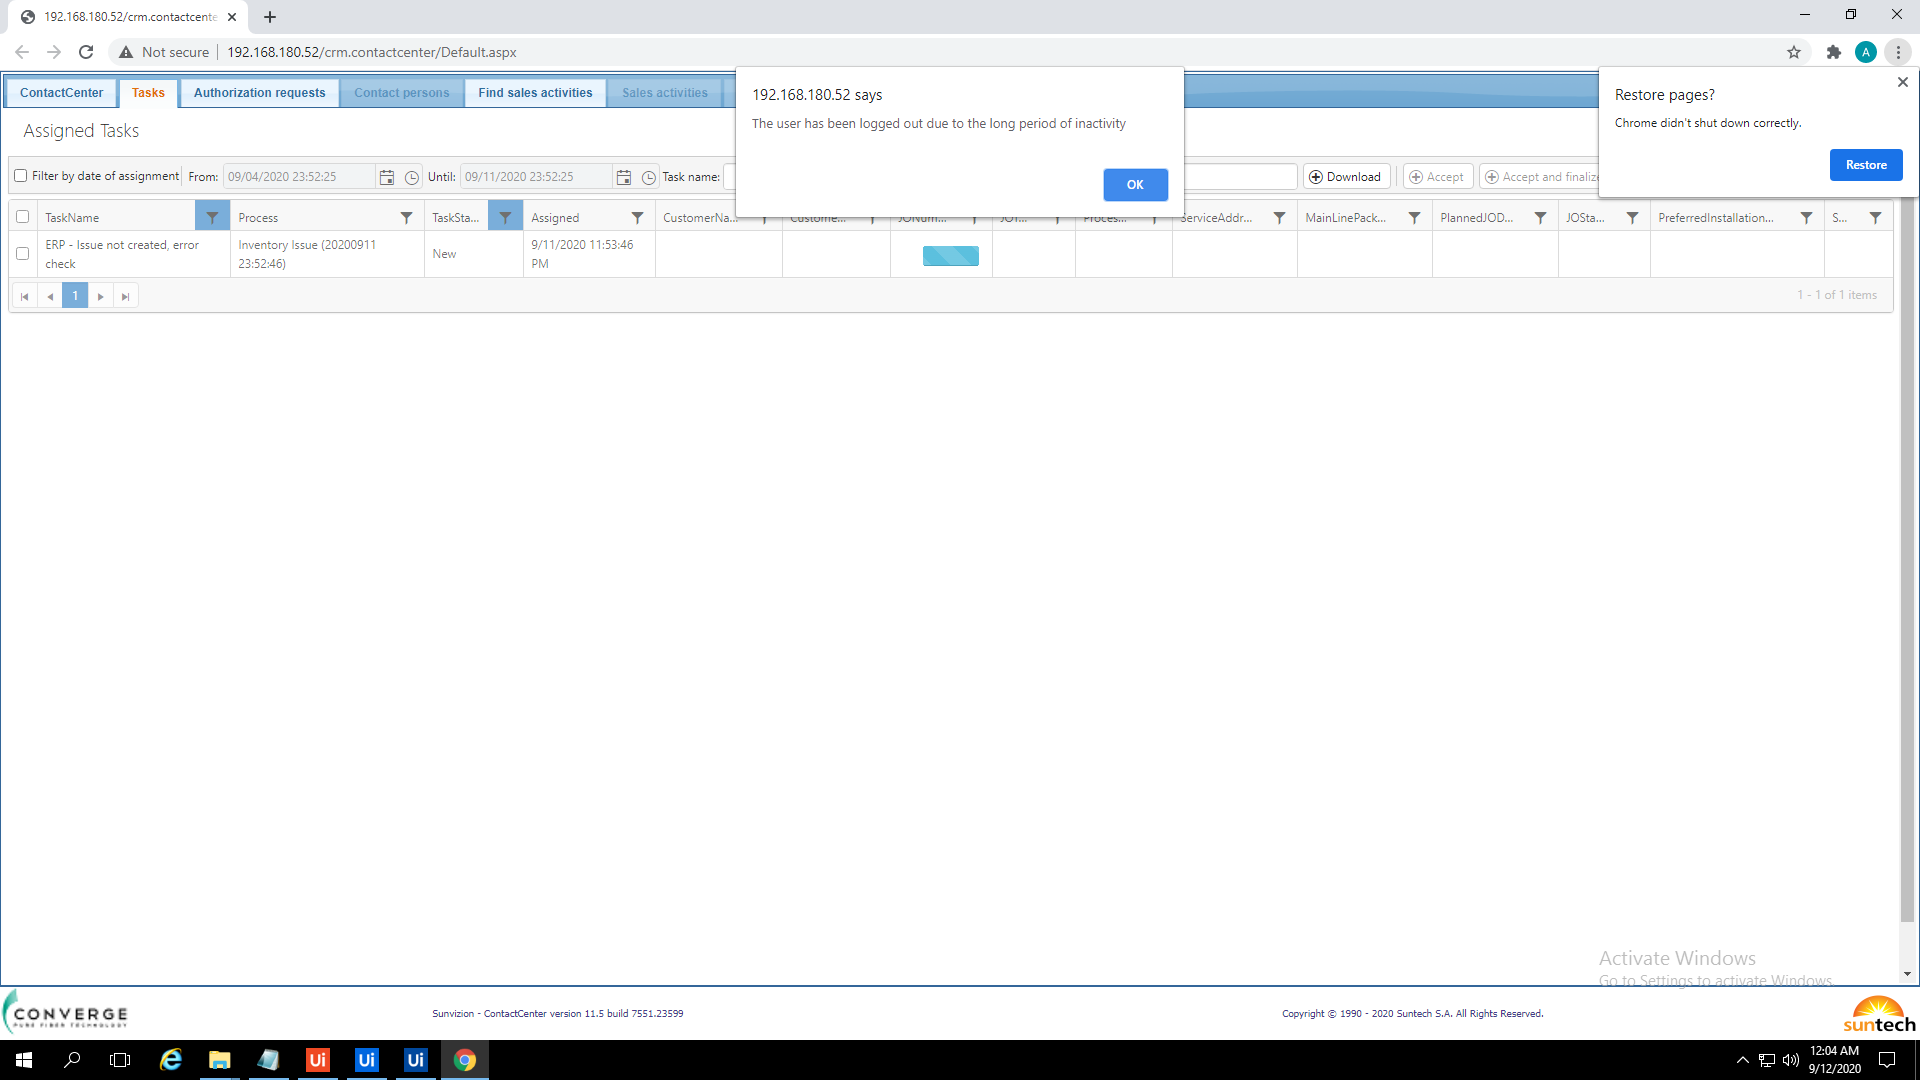 192.168.180.52/crm.contactcente
Not secure
192.168.180.52/crm.contactcenter/Default.aspx
A
ContactCenter
Tasks
Authorization requests
Contact persons
Find sales activities
Sales activities
192.168.180.52 says
The user has been logged out due to the long period of inactivity
OK
Restore pages?
Chrome didn't shut down correctly.
Restore
Assigned Tasks
Filter by date of assignment
From:
09/04/2020 23:52:25
Until:
09/11/2020 23:52:25
Task name:
Download
Accept
Accept and finalize
TaskName
Process
TaskSta...
Assigned
CustomerNa...
Custome...
JONum...
JOT...
Proces...
ServiceAddr...
MainLinePack...
PlannedJOD...
JOSta...
PreferredInstallation...
S...
ERP - Issue not created, error check
Inventory Issue (20200911 23:52:46)
New
9/11/2020 11:53:46 PM
1
1 - 1 of 1 items
Activate Windows
Go to Settings to activate Windows.
CONVERGE
PURE FIBER TECHNOLOGY
Sunvizion - ContactCenter version 11.5 build 7551.23599
Copyright © 1990 - 2020 Suntech S.A. All Rights Reserved.
suntech
Ui
Ui
Ui
12:04 AM
9/12/2020